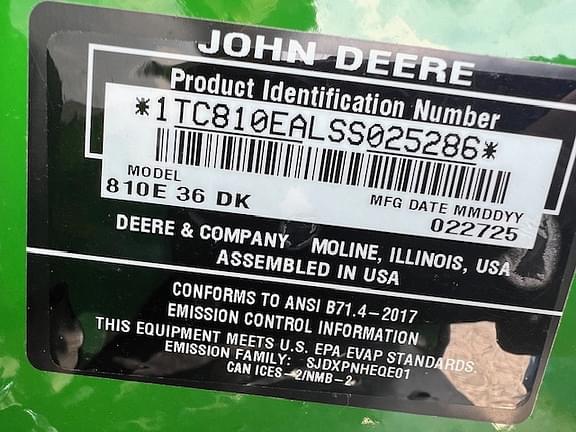 JOHN DEERE
Product Identification Number
*1TC810EALSS025286*
MODEL
810E 36 DK
MFG DATE MMDDYY
022725
DEERE & COMPANY MOLINE, ILLINOIS, USA
ASSEMBLED IN USA
CONFORMS TO ANSI B71.4-2017
EMISSION CONTROL INFORMATION
THIS EQUIPMENT MEETS U.S. EPA EVAP STANDARDS.
EMISSION FAMILY: SJDXPNHEQE01
CAN ICES-2/NMB-2